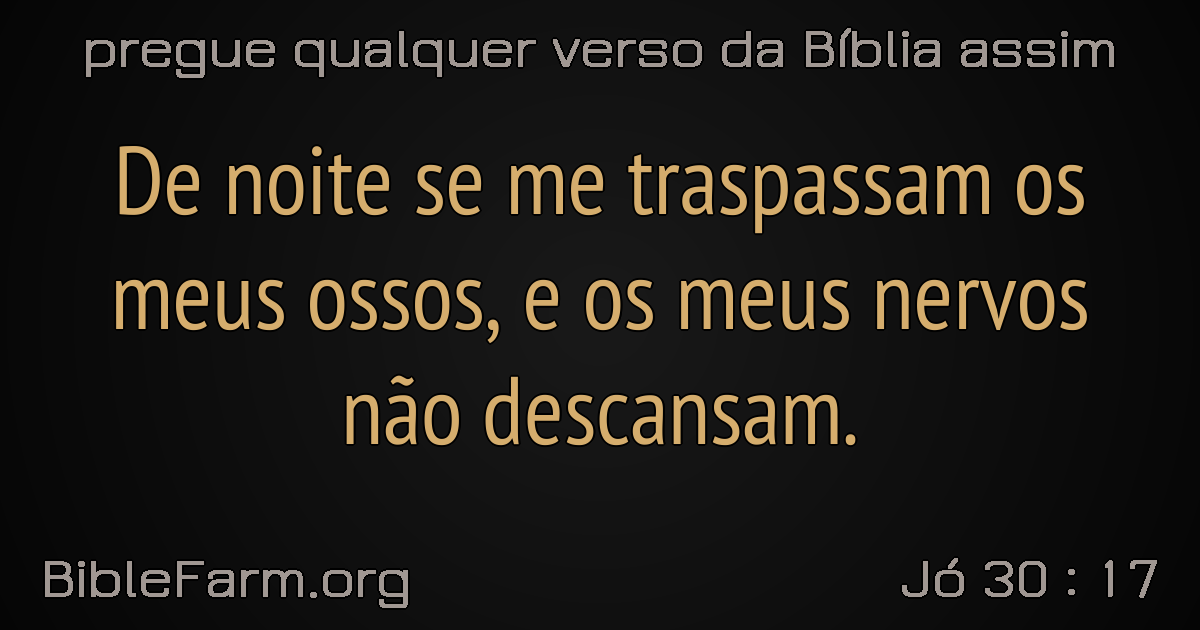 pregue qualquer verso da Bíblia assim
De noite se me traspassam os
meus ossos, e os meus nervos
não descansam.
BibleFarm.org
Jó 30 : 17